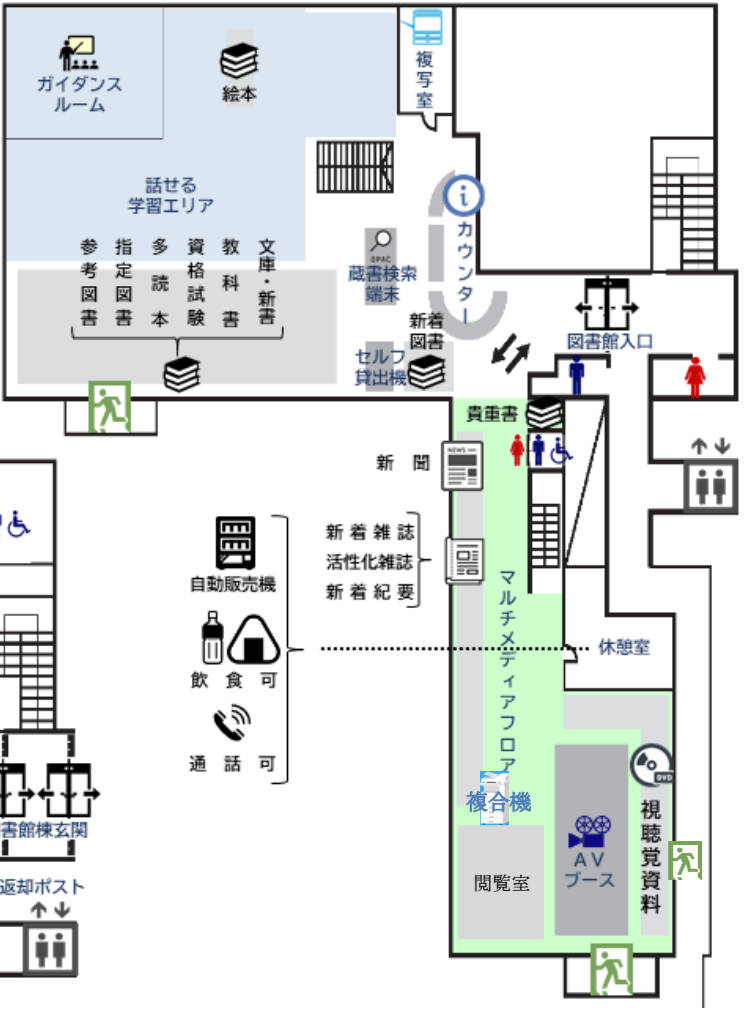 ガイダンス
ルーム
絵本
複写室
話せる
学習エリア
参考図書
指定図書
多読本
資格試験
教科書
文庫・新書
OPAC
蔵書検索
端末
i
カウンター
新着
図書
セルフ
貸出機
図書館入口
貴重書
NEWS
新聞
新着雑誌
活性化雑誌
新着紀要
自動販売機
飲食可
通話可
マルチメディアフロア
休憩室
複合機
閲覧室
AV
ブース
DVD
視聴覚資料
書館棟玄関
返却ポスト